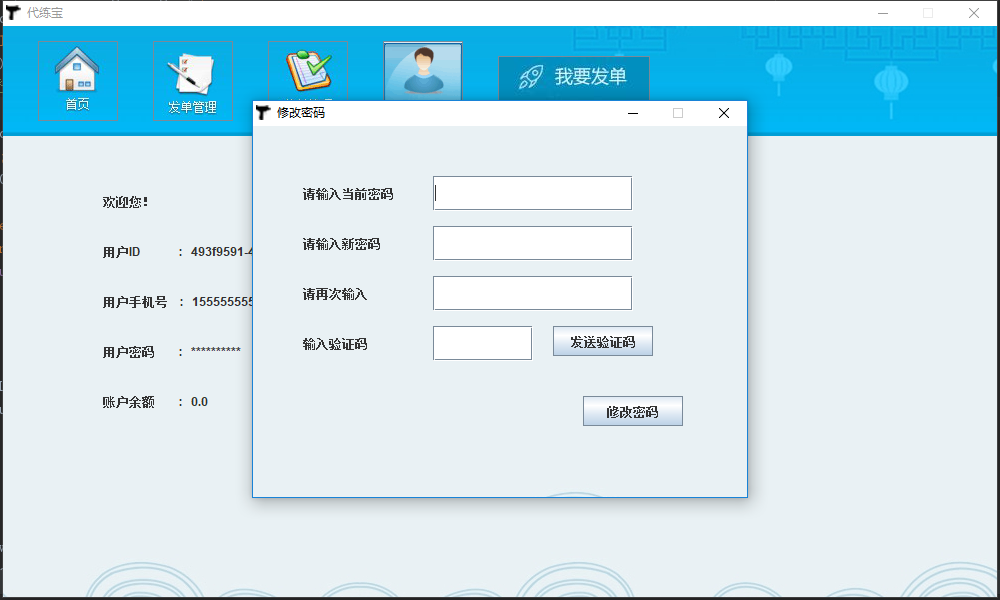 代练宝
首页
发单管理
我要发单
修改密码
请输入当前密码
请输入新密码
请再次输入
输入验证码
发送验证码
修改密码
欢迎您!
用户ID : 493f9591-
用户手机号 : 155555555
用户密码 : **********
账户余额 : 0.0